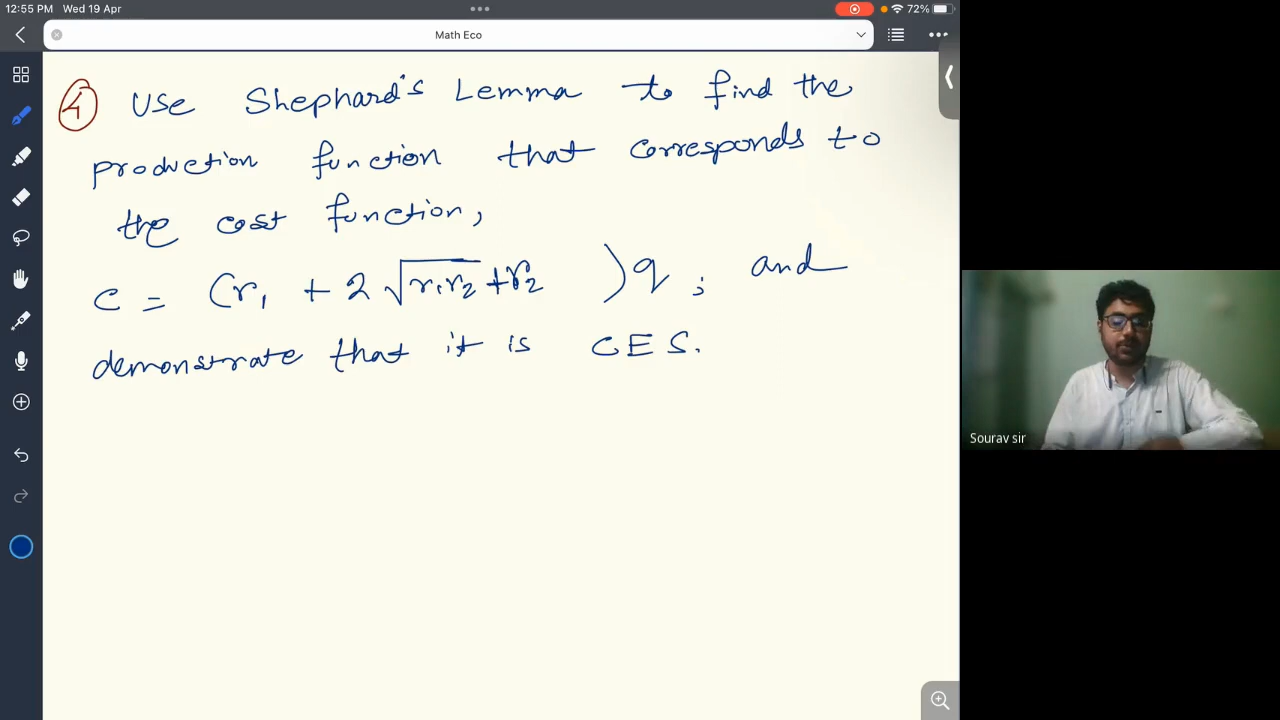 12:55 PM Wed 19 Apr
72%
Math Eco
4 Use Shephard's Lemma to find the
production function that corresponds to
the cost function,
c = (r₁ + 2 √r₁r₂ + r₂ ) q ; and
demonstrate that it is CES.
Sourav sir